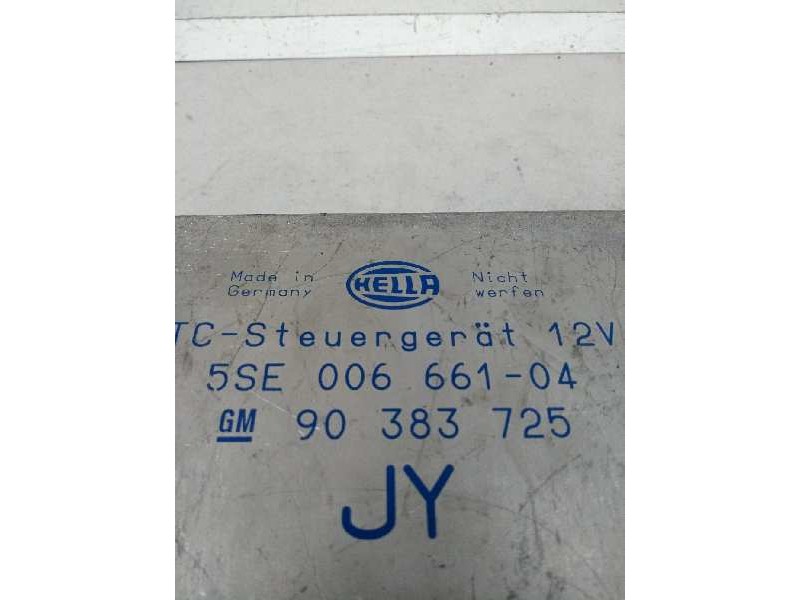 Made in
Germany
HELLA
Nicht
werfen
TC-Steuergerät 12V
5SE 006 661-04
GM 90 383 725
JY